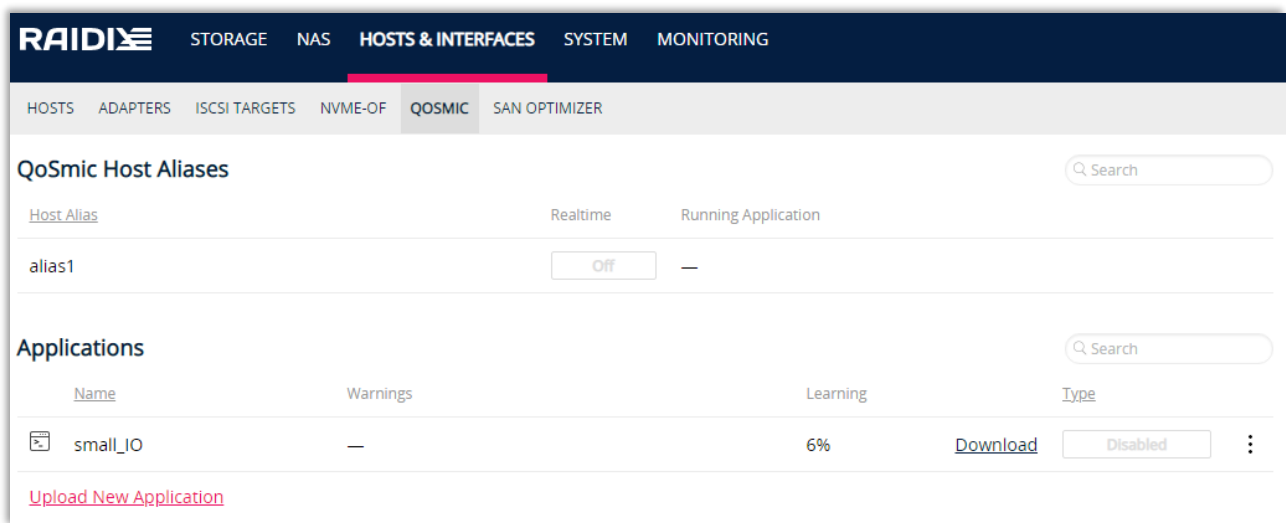 RAIDIX STORAGE NAS HOSTS & INTERFACES SYSTEM MONITORING
HOSTS ADAPTERS ISCSI TARGETS NVME-OF QOSMIC SAN OPTIMIZER
QoSmic Host Aliases Search
Host Alias Realtime Running Application
alias1 Off —
Applications Search
Name Warnings Learning Type
small_IO — 6% Download Disabled
Upload New Application